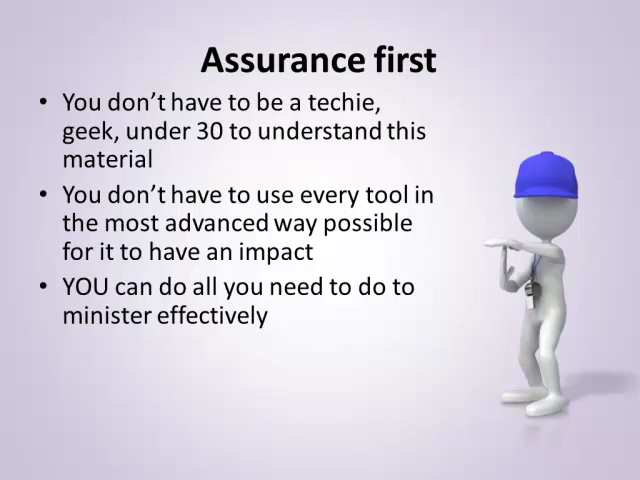 Assurance first
• You don't have to be a techie,
geek, under 30 to understand this
material
• You don't have to use every tool in
the most advanced way possible
for it to have an impact
• YOU can do all you need to do to
minister effectively